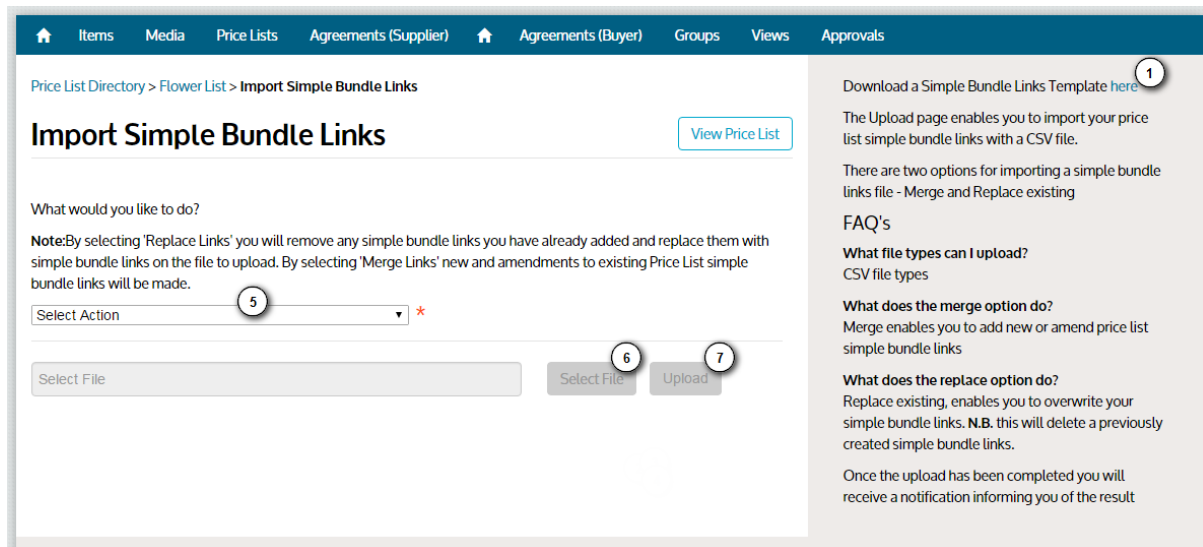 Items Media Price Lists Agreements (Supplier) Agreements (Buyer) Groups Views Approvals
Price List Directory > Flower List > Import Simple Bundle Links
Import Simple Bundle Links
View Price List
What would you like to do?
Note:By selecting 'Replace Links' you will remove any simple bundle links you have already added and replace them with
simple bundle links on the file to upload. By selecting 'Merge Links' new and amendments to existing Price List simple
bundle links will be made.
5
Select Action *
6
7
Select File
Select File
Upload
1
Download a Simple Bundle Links Template here
The Upload page enables you to import your price
list simple bundle links with a CSV file.
There are two options for importing a simple bundle
links file - Merge and Replace existing
FAQ's
What file types can I upload?
CSV file types
What does the merge option do?
Merge enables you to add new or amend price list
simple bundle links
What does the replace option do?
Replace existing, enables you to overwrite your
simple bundle links. N.B. this will delete a previously
created simple bundle links.
Once the upload has been completed you will
receive a notification informing you of the result